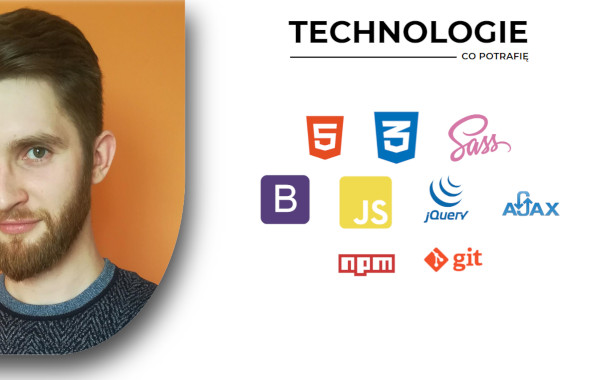 TECHNOLOGIE
CO POTRAFIĘ
5 3 Sass
B JS jQuery AJAX
npm git